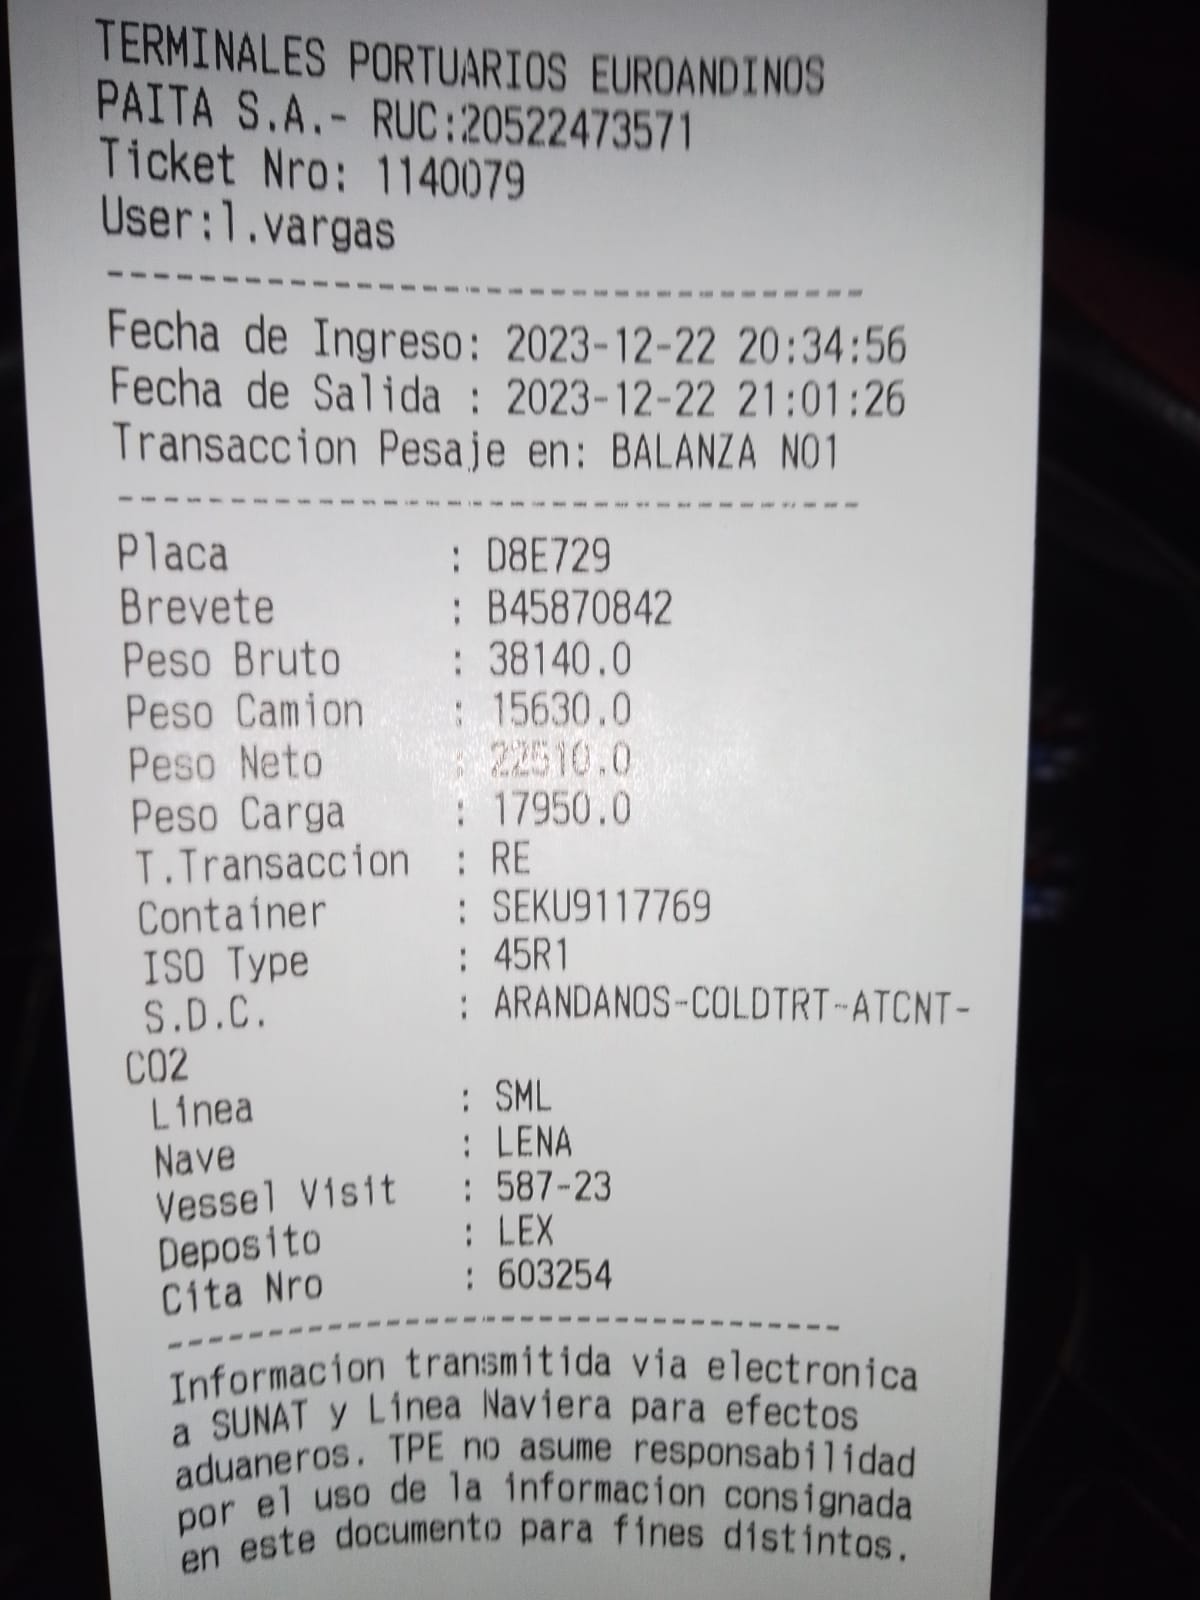 TERMINALES PORTUARIOS EUROANDINOS
PAITA S.A.- RUC:20522473571
Ticket Nro: 1140079
User:l.vargas
-----------------------------------
Fecha de Ingreso: 2023-12-22 20:34:56
Fecha de Salida : 2023-12-22 21:01:26
Transaccion Pesaje en: BALANZA NO1
-----------------------------------
Placa : D8E729
Brevete : B45870842
Peso Bruto : 38140.0
Peso Camion : 15630.0
Peso Neto : 22510.0
Peso Carga : 17950.0
T.Transaccion : RE
Container : SEKU9117769
ISO Type : 45R1
S.D.C. : ARANDANOS-COLDTRT-ATCNT-
CO2
Linea : SML
Nave : LENA
Vessel Visit : 587-23
Deposito : LEX
Cita Nro : 603254
-----------------------------------
Informacion transmitida via electronica
a SUNAT y Linea Naviera para efectos
aduaneros. TPE no asume responsabilidad
por el uso de la informacion consignada
en este documento para fines distintos.